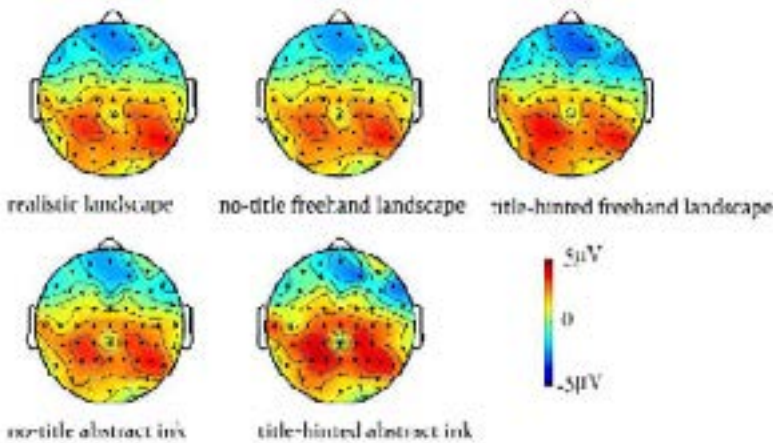 realistic landscape
no-title freehand landscape
title-hinted freehand landscape
5μV
0
-5μV
no-title abstract ink
title-hinted abstract ink